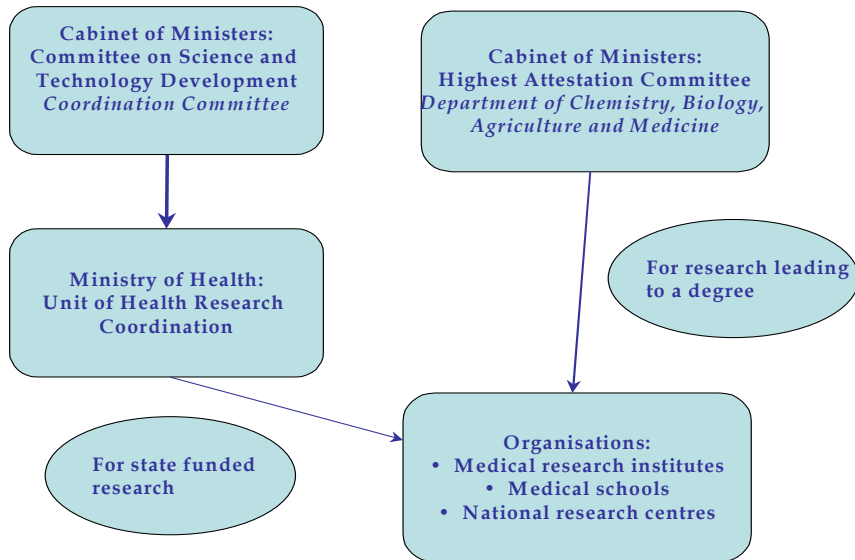 Cabinet of Ministers:
Committee on Science and
Technology Development
Coordination Committee
Cabinet of Ministers:
Highest Attestation Committee
Department of Chemistry, Biology,
Agriculture and Medicine
Ministry of Health:
Unit of Health Research
Coordination
For research leading
to a degree
For state funded
research
Organisations:
• Medical research institutes
• Medical schools
• National research centres